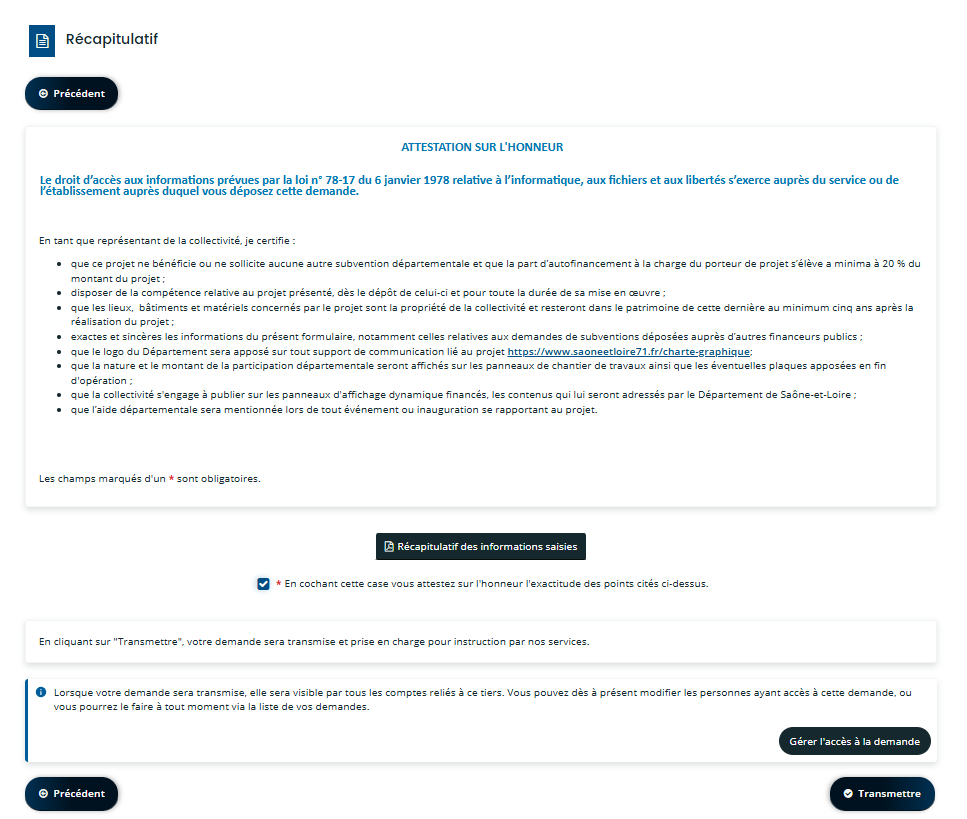 Récapitulatif
Précédent
ATTESTATION SUR L'HONNEUR
Le droit d’accès aux informations prévues par la loi n° 78-17 du 6 janvier 1978 relative à l’informatique, aux fichiers et aux libertés s’exerce auprès du service ou de
l’établissement auprès duquel vous déposez cette demande.
En tant que représentant de la collectivité, je certifie :
que ce projet ne bénéficie ou ne sollicite aucune autre subvention départementale et que la part d’autofinancement à la charge du porteur de projet s’élève a minima à 20 % du
montant du projet ;
disposer de la compétence relative au projet présenté, dès le dépôt de celui-ci et pour toute la durée de sa mise en œuvre ;
que les lieux,  bâtiments et matériels concernés par le projet sont la propriété de la collectivité et resteront dans le patrimoine de cette dernière au minimum cinq ans après la
réalisation du projet ;
exactes et sincères les informations du présent formulaire, notamment celles relatives aux demandes de subventions déposées auprès d’autres financeurs publics ;
que le logo du Département sera apposé sur tout support de communication lié au projet https://www.saoneetloire71.fr/charte-graphique;
que la nature et le montant de la participation départementale seront affichés sur les panneaux de chantier de travaux ainsi que les éventuelles plaques apposées en fin
d'opération ;
que la collectivité s'engage à publier sur les panneaux d'affichage dynamique financés, les contenus qui lui seront adressés par le Département de Saône-et-Loire ;
que l’aide départementale sera mentionnée lors de tout événement ou inauguration se rapportant au projet.
Les champs marqués d'un * sont obligatoires.
Récapitulatif des informations saisies
* En cochant cette case vous attestez sur l'honneur l'exactitude des points cités ci-dessus.
En cliquant sur "Transmettre", votre demande sera transmise et prise en charge pour instruction par nos services.
Lorsque votre demande sera transmise, elle sera visible par tous les comptes reliés à ce tiers. Vous pouvez dès à présent modifier les personnes ayant accès à cette demande, ou
vous pourrez le faire à tout moment via la liste de vos demandes.
Gérer l'accès à la demande
Précédent
Transmettre